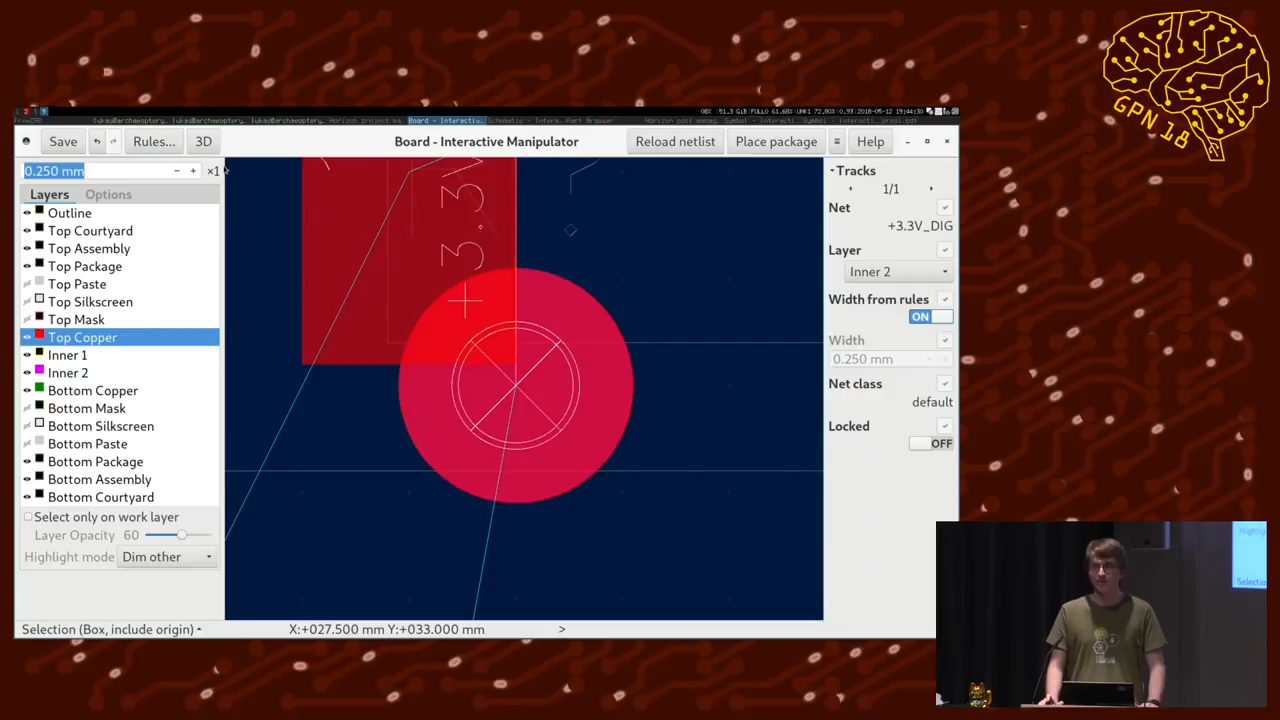 GPN 18
Save
Rules...
3D
Board - Interactive Manipulator
Reload netlist
Place package
Help
0.250 mm
×1
Layers
Options
Outline
Top Courtyard
Top Assembly
Top Package
Top Paste
Top Silkscreen
Top Mask
Top Copper
Inner 1
Inner 2
Bottom Copper
Bottom Mask
Bottom Silkscreen
Bottom Paste
Bottom Package
Bottom Assembly
Bottom Courtyard
Select only on work layer
Layer Opacity 60
Highlight mode Dim other
3.3
Tracks
1/1
Net
+3.3V_DIG
Layer
Inner 2
Width from rules
ON
Width
0.250 mm
Net class
default
Locked
OFF
Selection (Box, include origin)
X:+027.500 mm Y:+033.000 mm
>